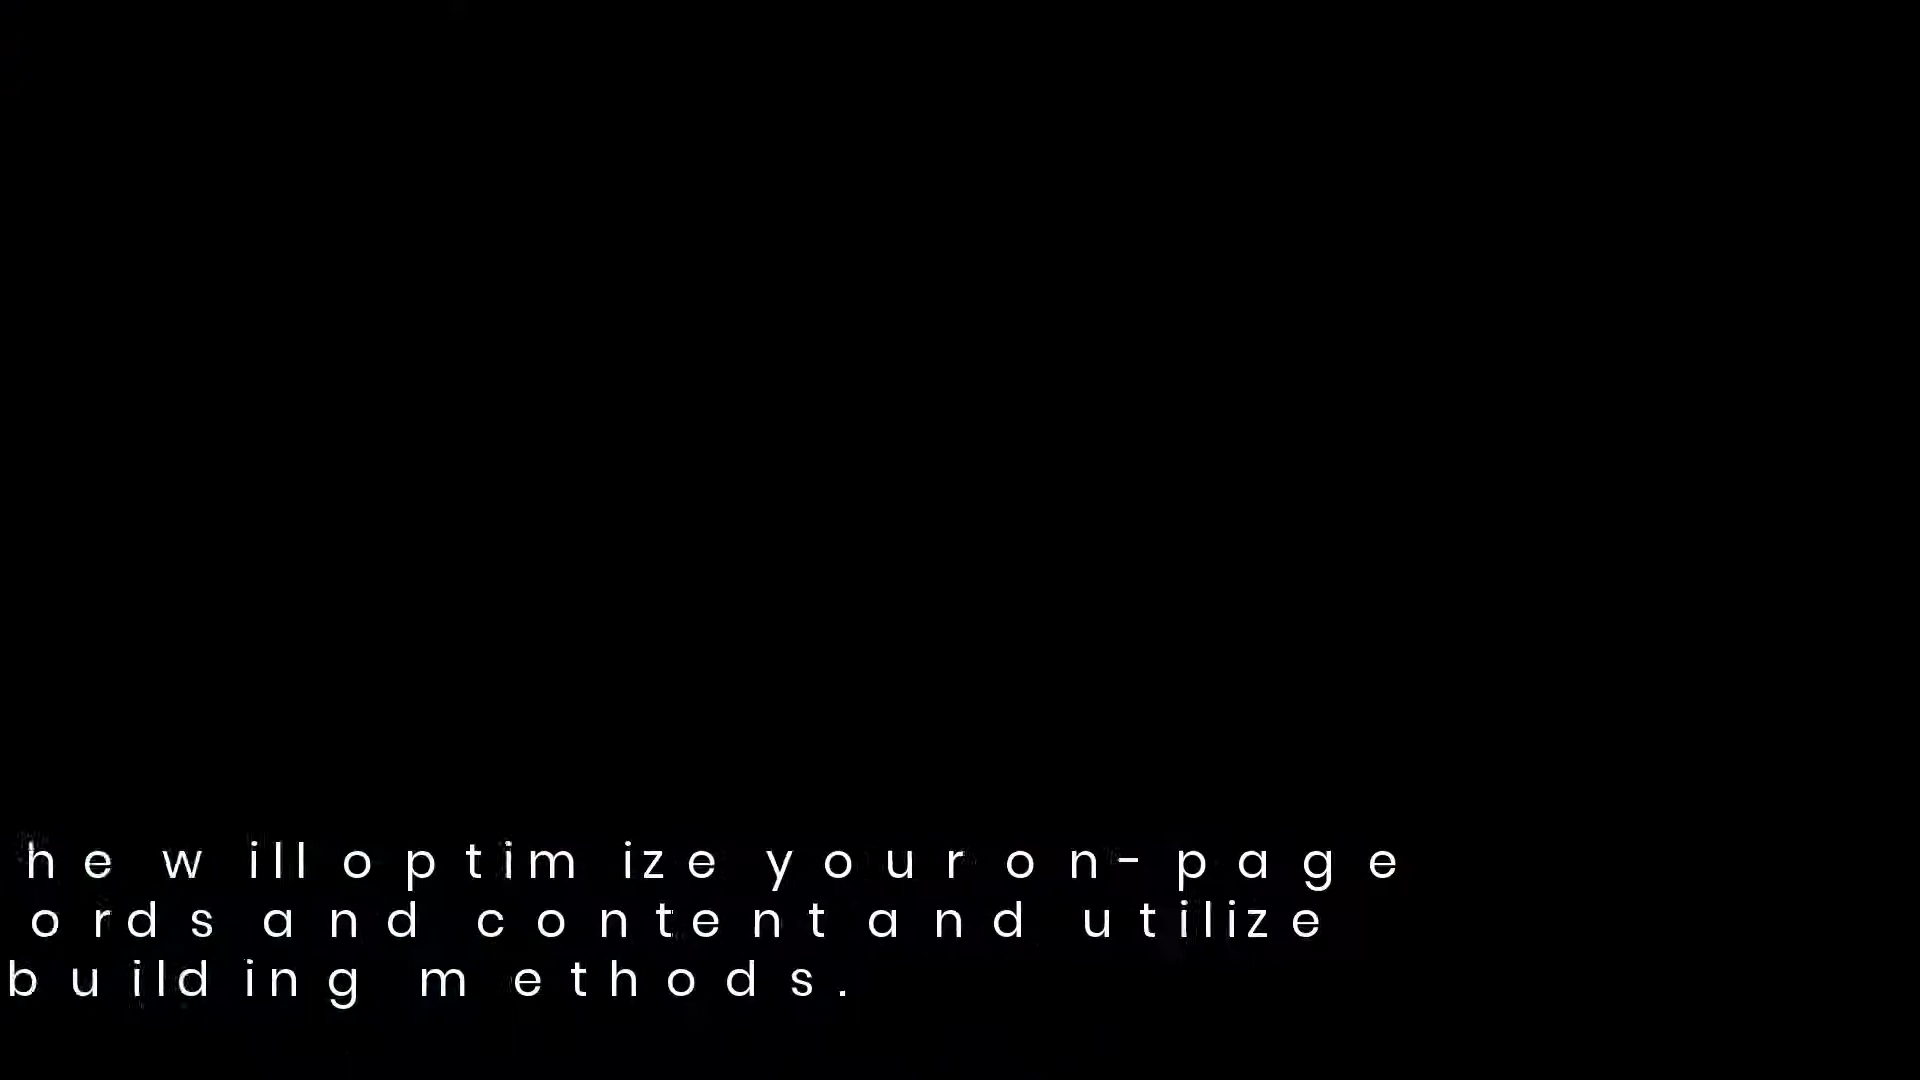 he will optimize your on-page
ords and content and utilize
building methods.